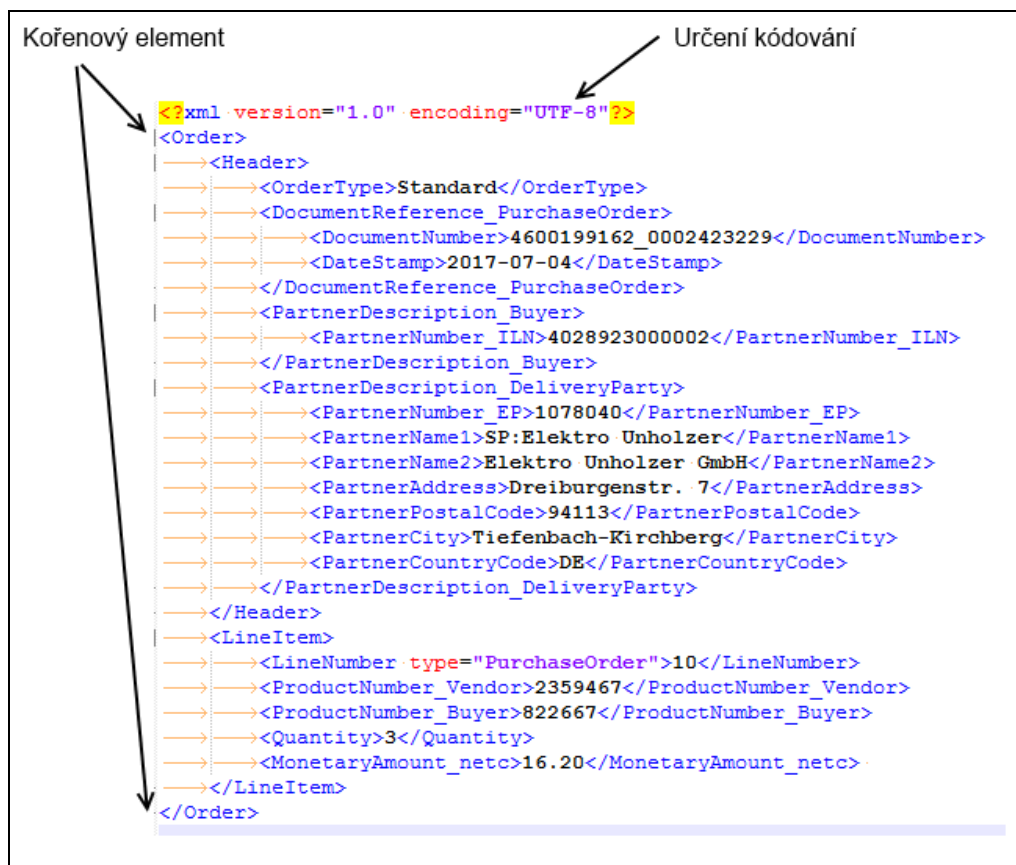 Kořenový element
Určení kódování
<?xml version="1.0" encoding="UTF-8"?>
<Order>
<Header>
<OrderType>Standard</OrderType>
<DocumentReference_PurchaseOrder>
<DocumentNumber>4600199162_0002423229</DocumentNumber>
<DateStamp>2017-07-04</DateStamp>
</DocumentReference_PurchaseOrder>
<PartnerDescription_Buyer>
<PartnerNumber_ILN>4028923000002</PartnerNumber_ILN>
</PartnerDescription_Buyer>
<PartnerDescription_DeliveryParty>
<PartnerNumber_EP>1078040</PartnerNumber_EP>
<PartnerName1>SP:Elektro Unholzer</PartnerName1>
<PartnerName2>Elektro Unholzer GmbH</PartnerName2>
<PartnerAddress>Dreiburgenstr. 7</PartnerAddress>
<PartnerPostalCode>94113</PartnerPostalCode>
<PartnerCity>Tiefenbach-Kirchberg</PartnerCity>
<PartnerCountryCode>DE</PartnerCountryCode>
</PartnerDescription_DeliveryParty>
</Header>
<LineItem>
<LineNumber type="PurchaseOrder">10</LineNumber>
<ProductNumber_Vendor>2359467</ProductNumber_Vendor>
<ProductNumber_Buyer>822667</ProductNumber_Buyer>
<Quantity>3</Quantity>
<MonetaryAmount_netc>16.20</MonetaryAmount_netc>
</LineItem>
</Order>